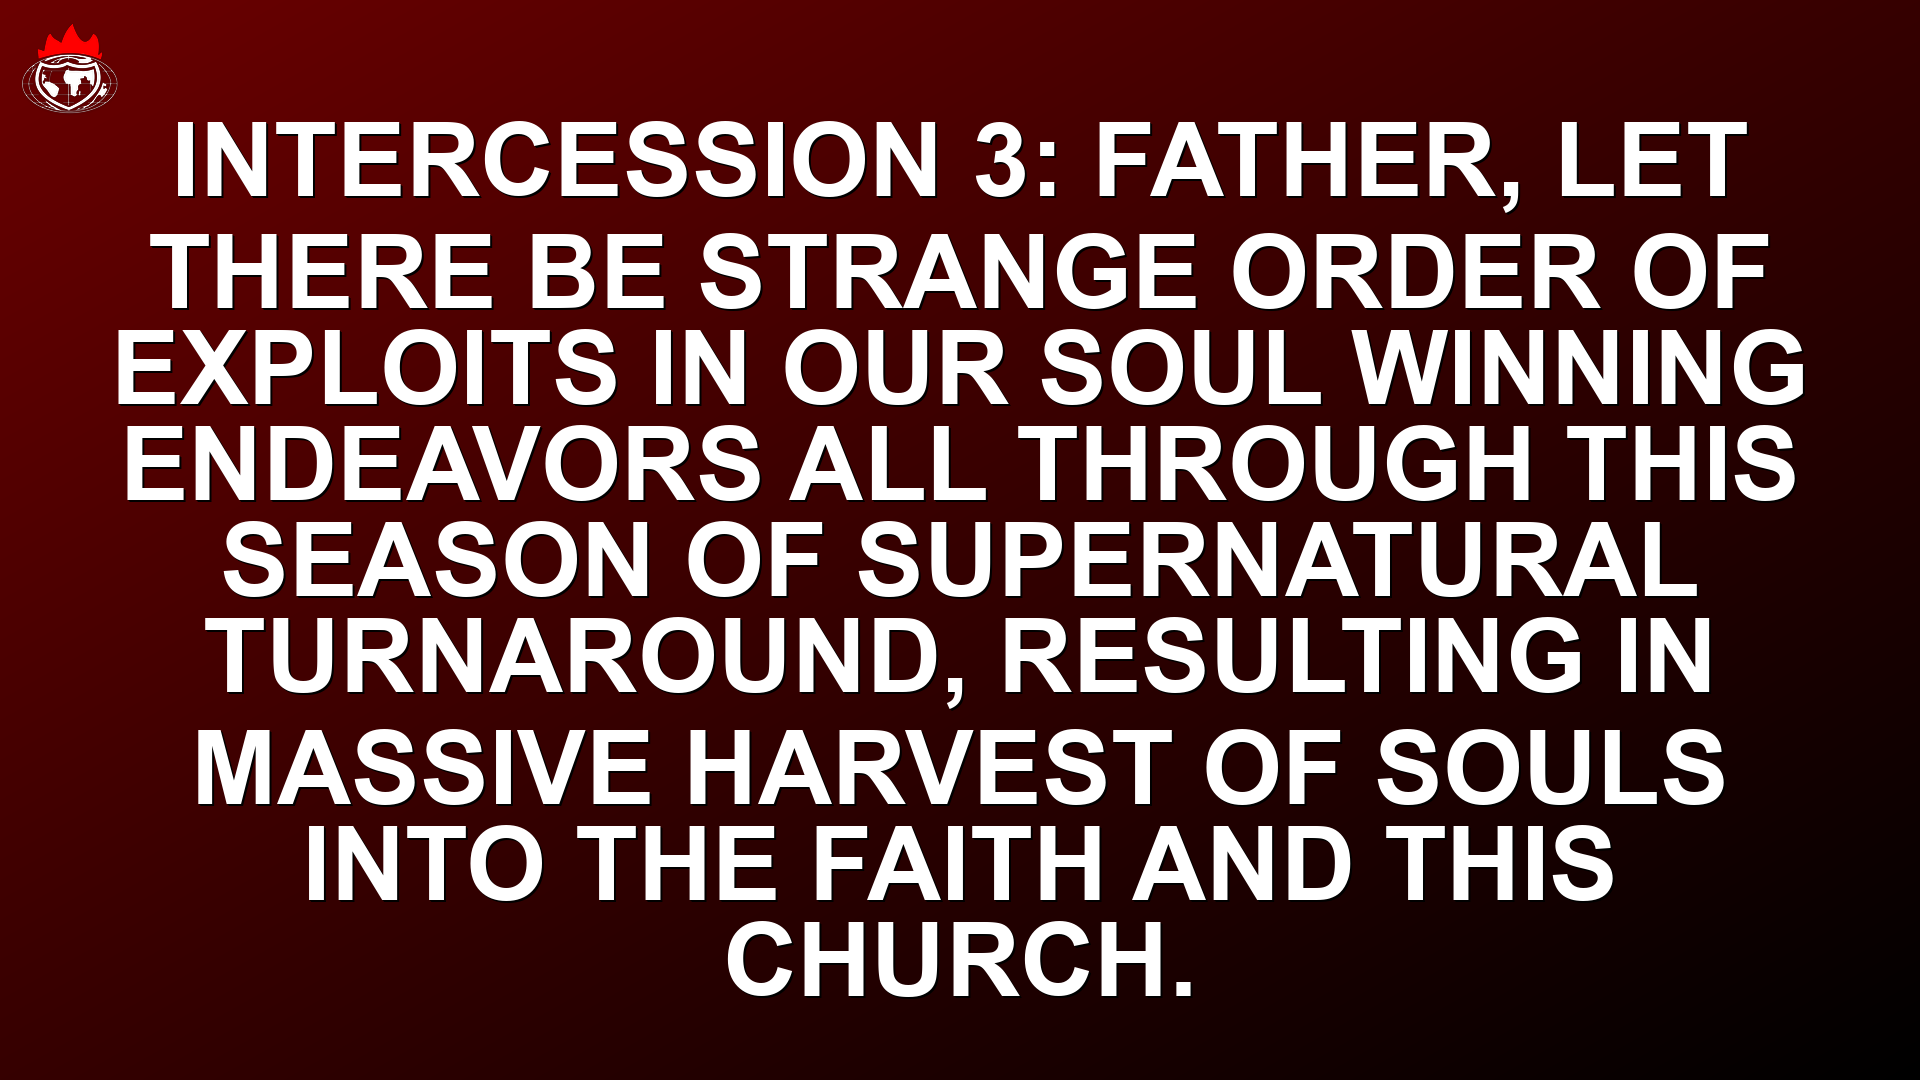 INTERCESSION 3: FATHER, LET
THERE BE STRANGE ORDER OF
EXPLOITS IN OUR SOUL WINNING
ENDEAVORS ALL THROUGH THIS
SEASON OF SUPERNATURAL
TURNAROUND, RESULTING IN
MASSIVE HARVEST OF SOULS
INTO THE FAITH AND THIS
CHURCH.